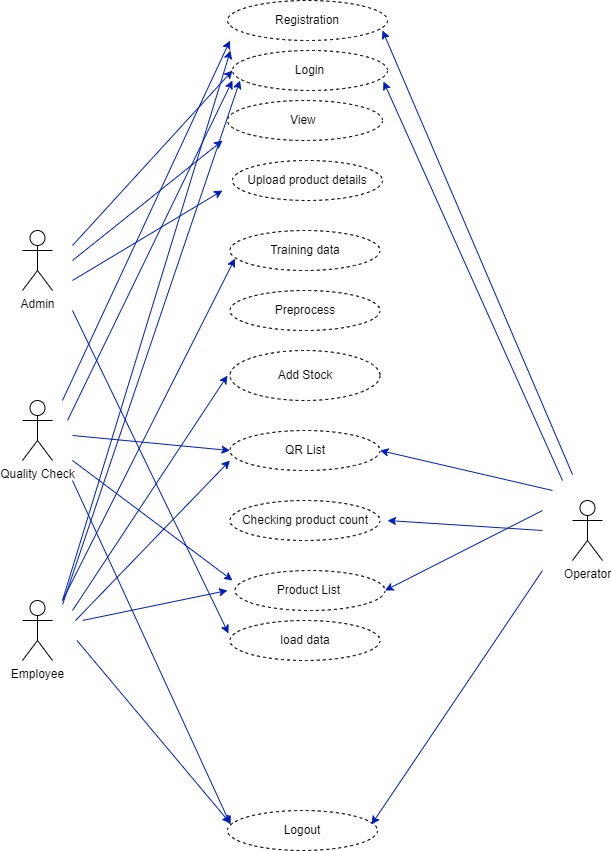 Registration
Login
View
Upload product details
Training data
Admin
Preprocess
Add Stock
QR List
Quality Check
Checking product count
Operator
Product List
load data
Employee
Logout